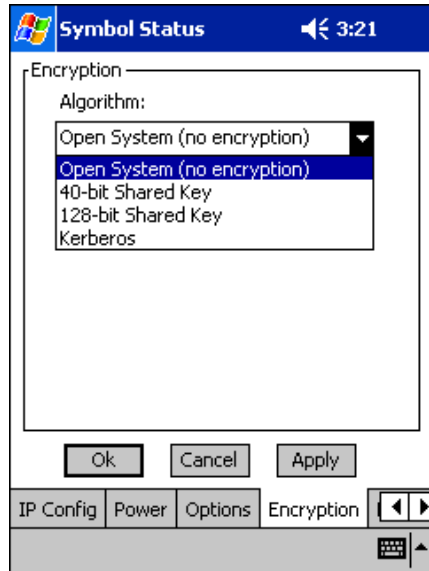 Symbol Status 3:21
Encryption
Algorithm:
Open System (no encryption)
Open System (no encryption)
40-bit Shared Key
128-bit Shared Key
Kerberos
Ok Cancel Apply
IP Config Power Options Encryption